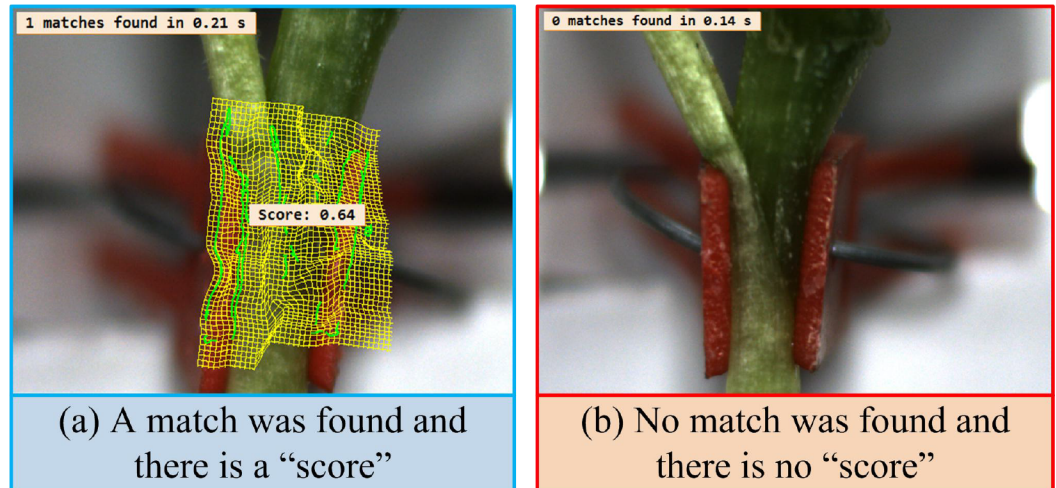 1 matches found in 0.21 s
Score: 0.64
(a) A match was found and
there is a “score”
0 matches found in 0.14 s
(b) No match was found and
there is no “score”